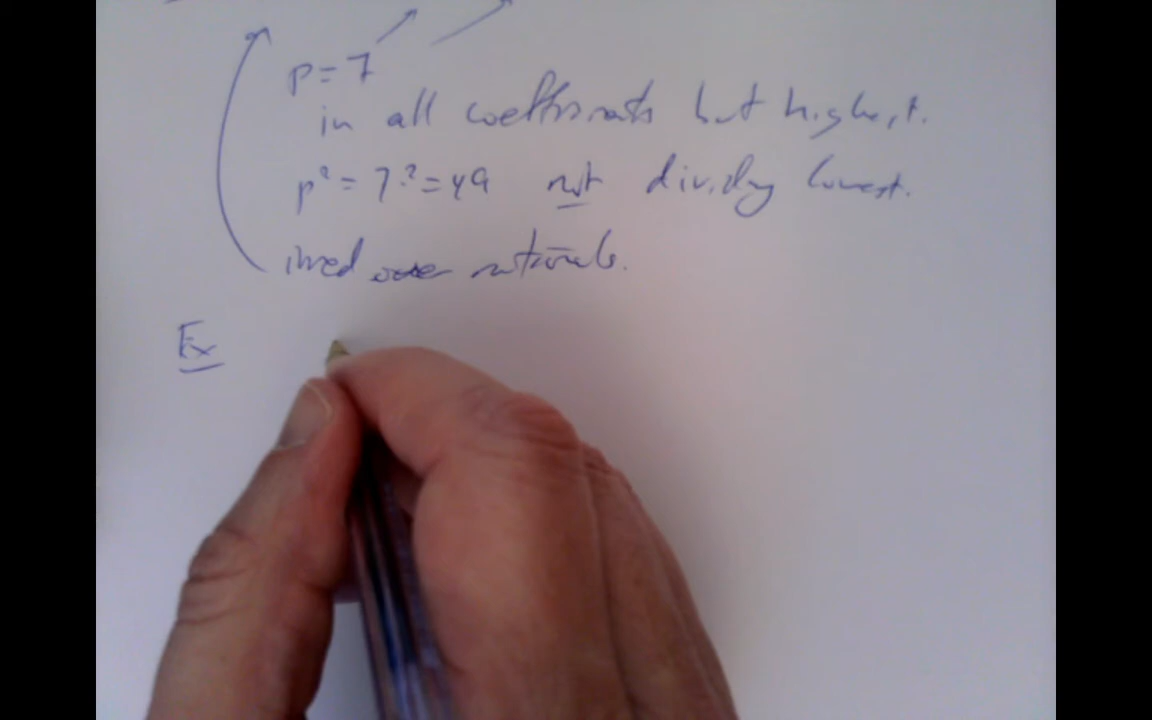 p=7
in all coefficients but highest.
p² = 7² = 49 not dividing lowest.
irred over rationals.
Ex